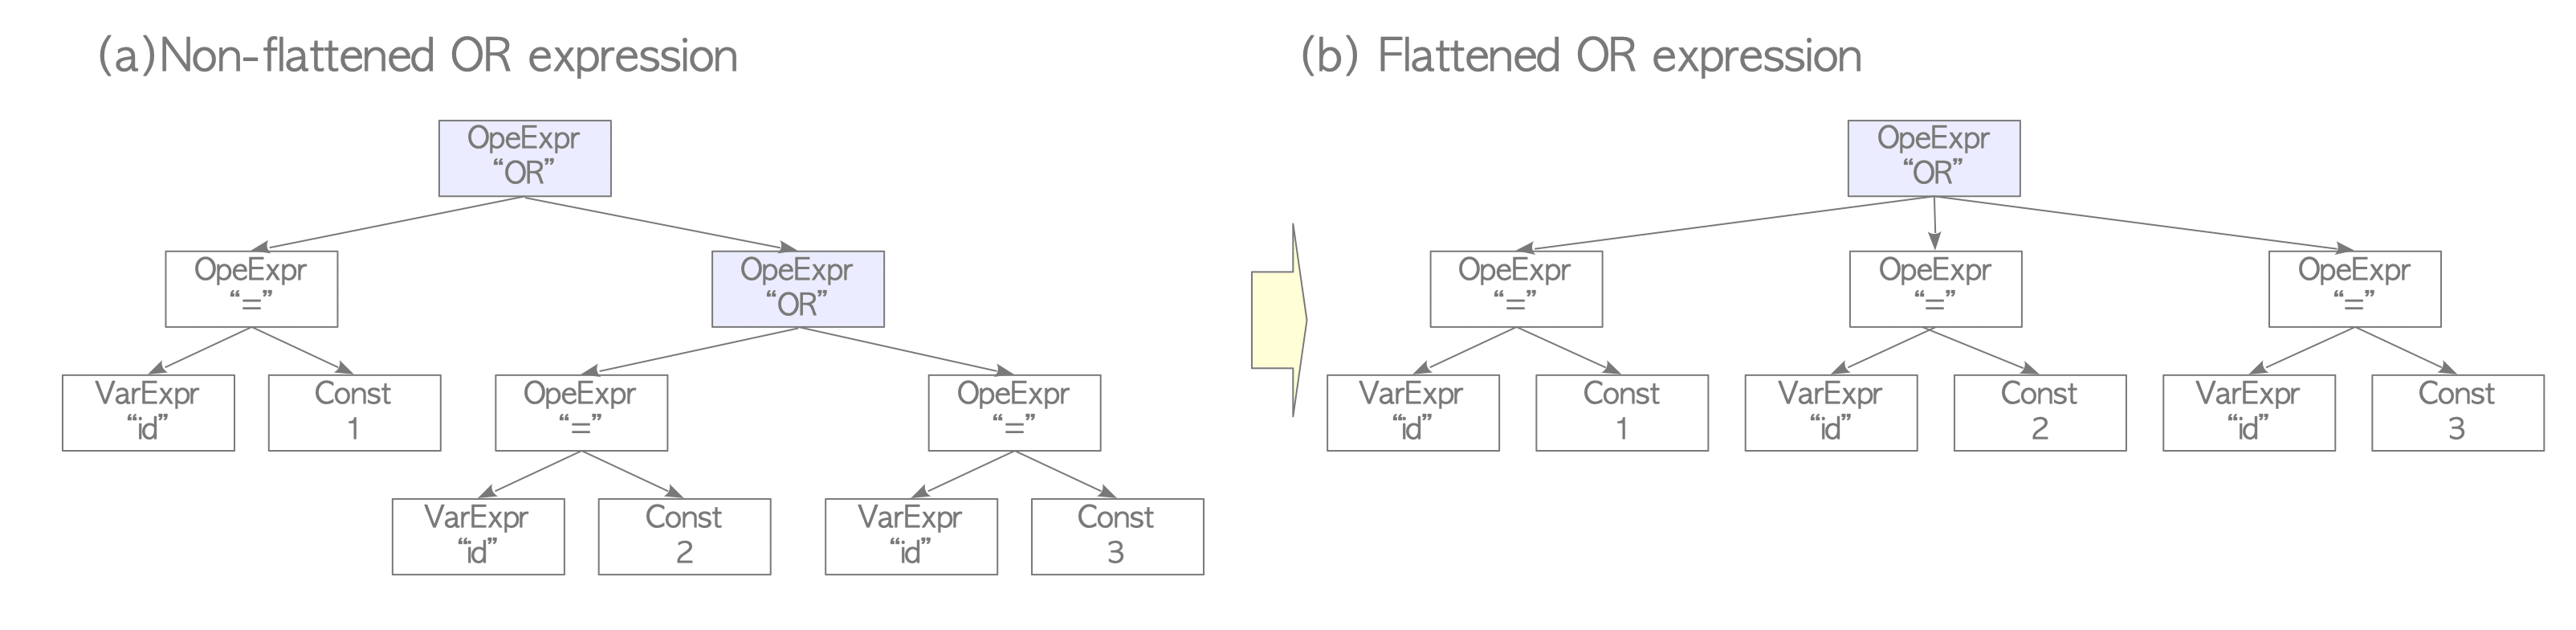 (a)Non-flattened OR expression
OpeExpr
“OR”
OpeExpr
“=”
OpeExpr
“OR”
VarExpr
“id”
Const
1
OpeExpr
“=”
OpeExpr
“=”
VarExpr
“id”
Const
2
VarExpr
“id”
Const
3
(b) Flattened OR expression
OpeExpr
“OR”
OpeExpr
“=”
OpeExpr
“=”
OpeExpr
“=”
VarExpr
“id”
Const
1
VarExpr
“id”
Const
2
VarExpr
“id”
Const
3